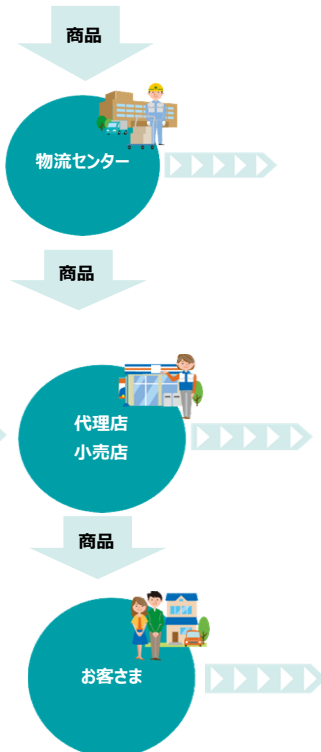 商品
物流センター
商品
代理店
小売店
商品
お客さま